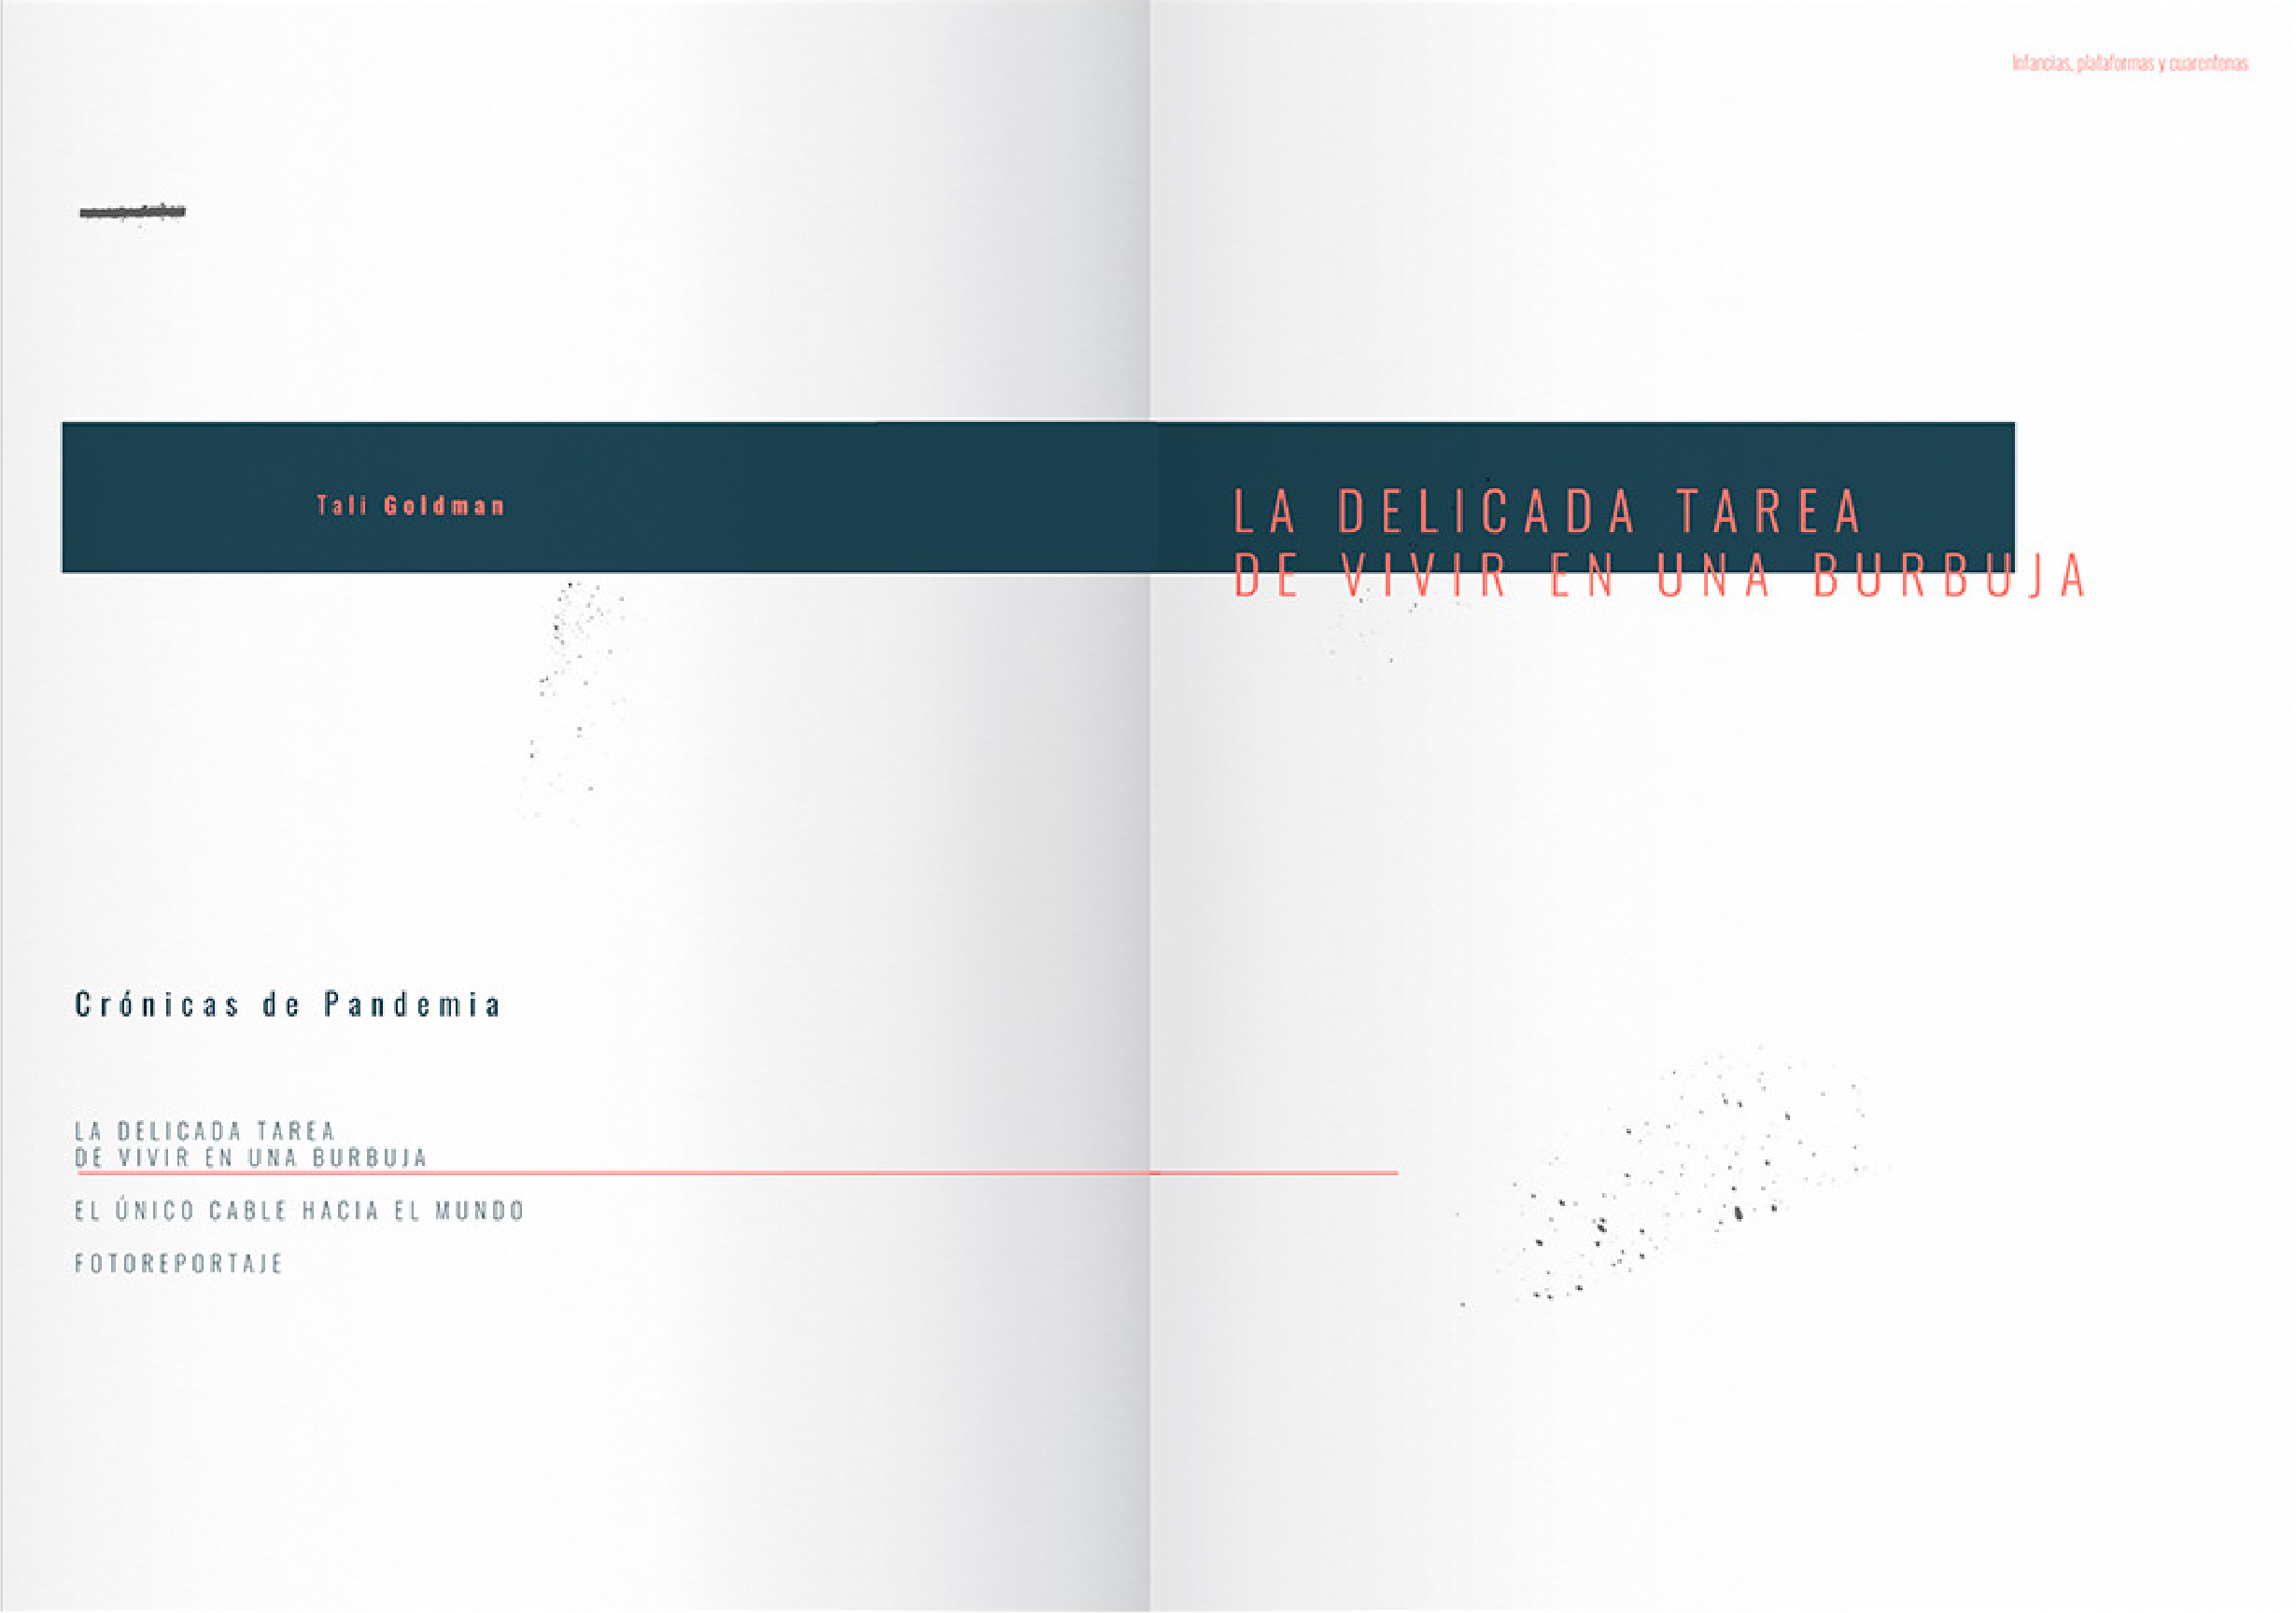 Infancias, plataformas y cuarentenas
Tali Goldman
LA DELICADA TAREA
DE VIVIR EN UNA BURBUJA
Crónicas de Pandemia
LA DELICADA TAREA
DE VIVIR EN UNA BURBUJA
EL ÚNICO CABLE HACIA EL MUNDO
FOTOREPORTAJE